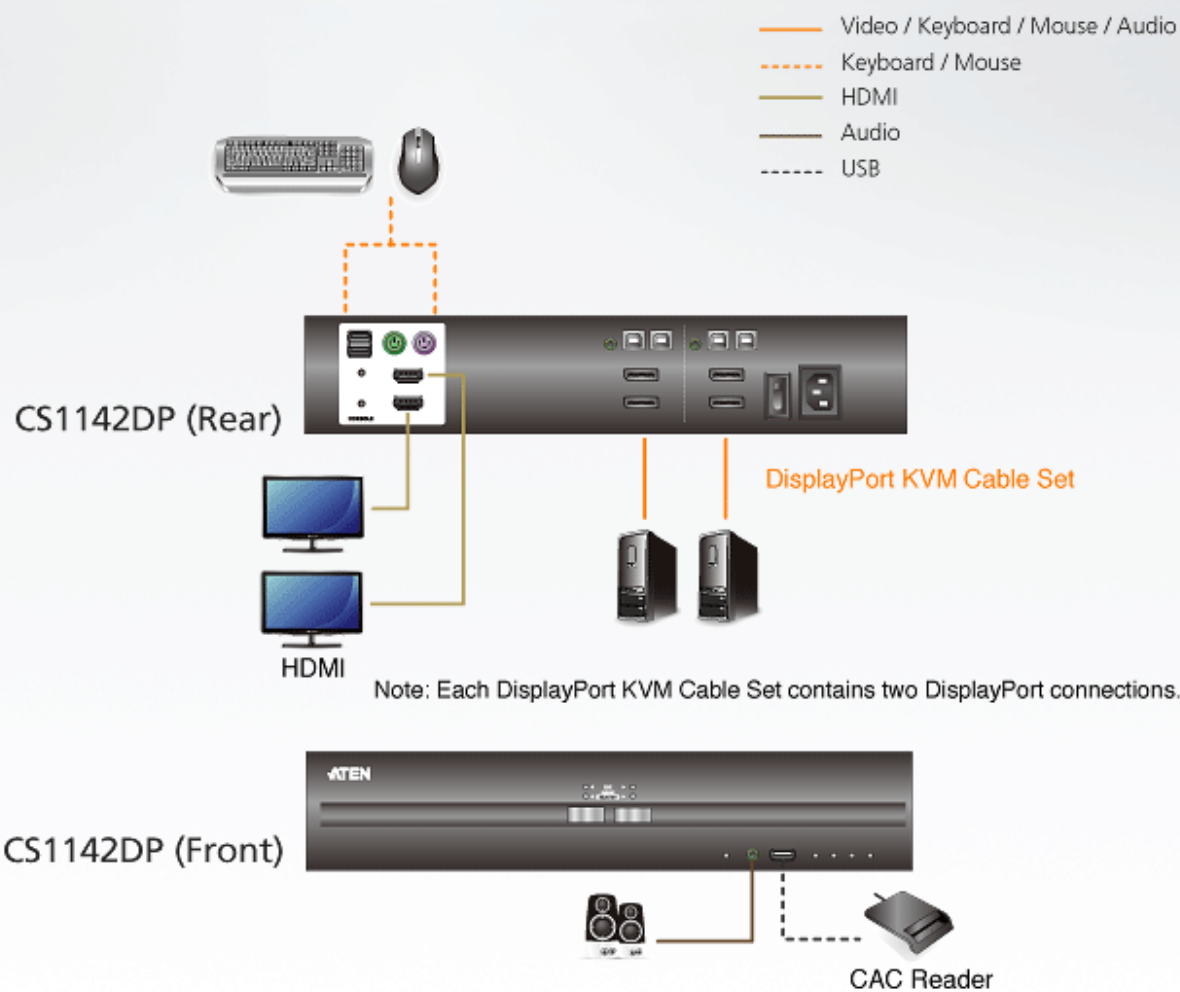 Video / Keyboard / Mouse / Audio
Keyboard / Mouse
HDMI
Audio
USB
CS1142DP (Rear)
CONSOLE
DisplayPort KVM Cable Set
HDMI
Note: Each DisplayPort KVM Cable Set contains two DisplayPort connections.
ATEN
CS1142DP (Front)
CAC Reader